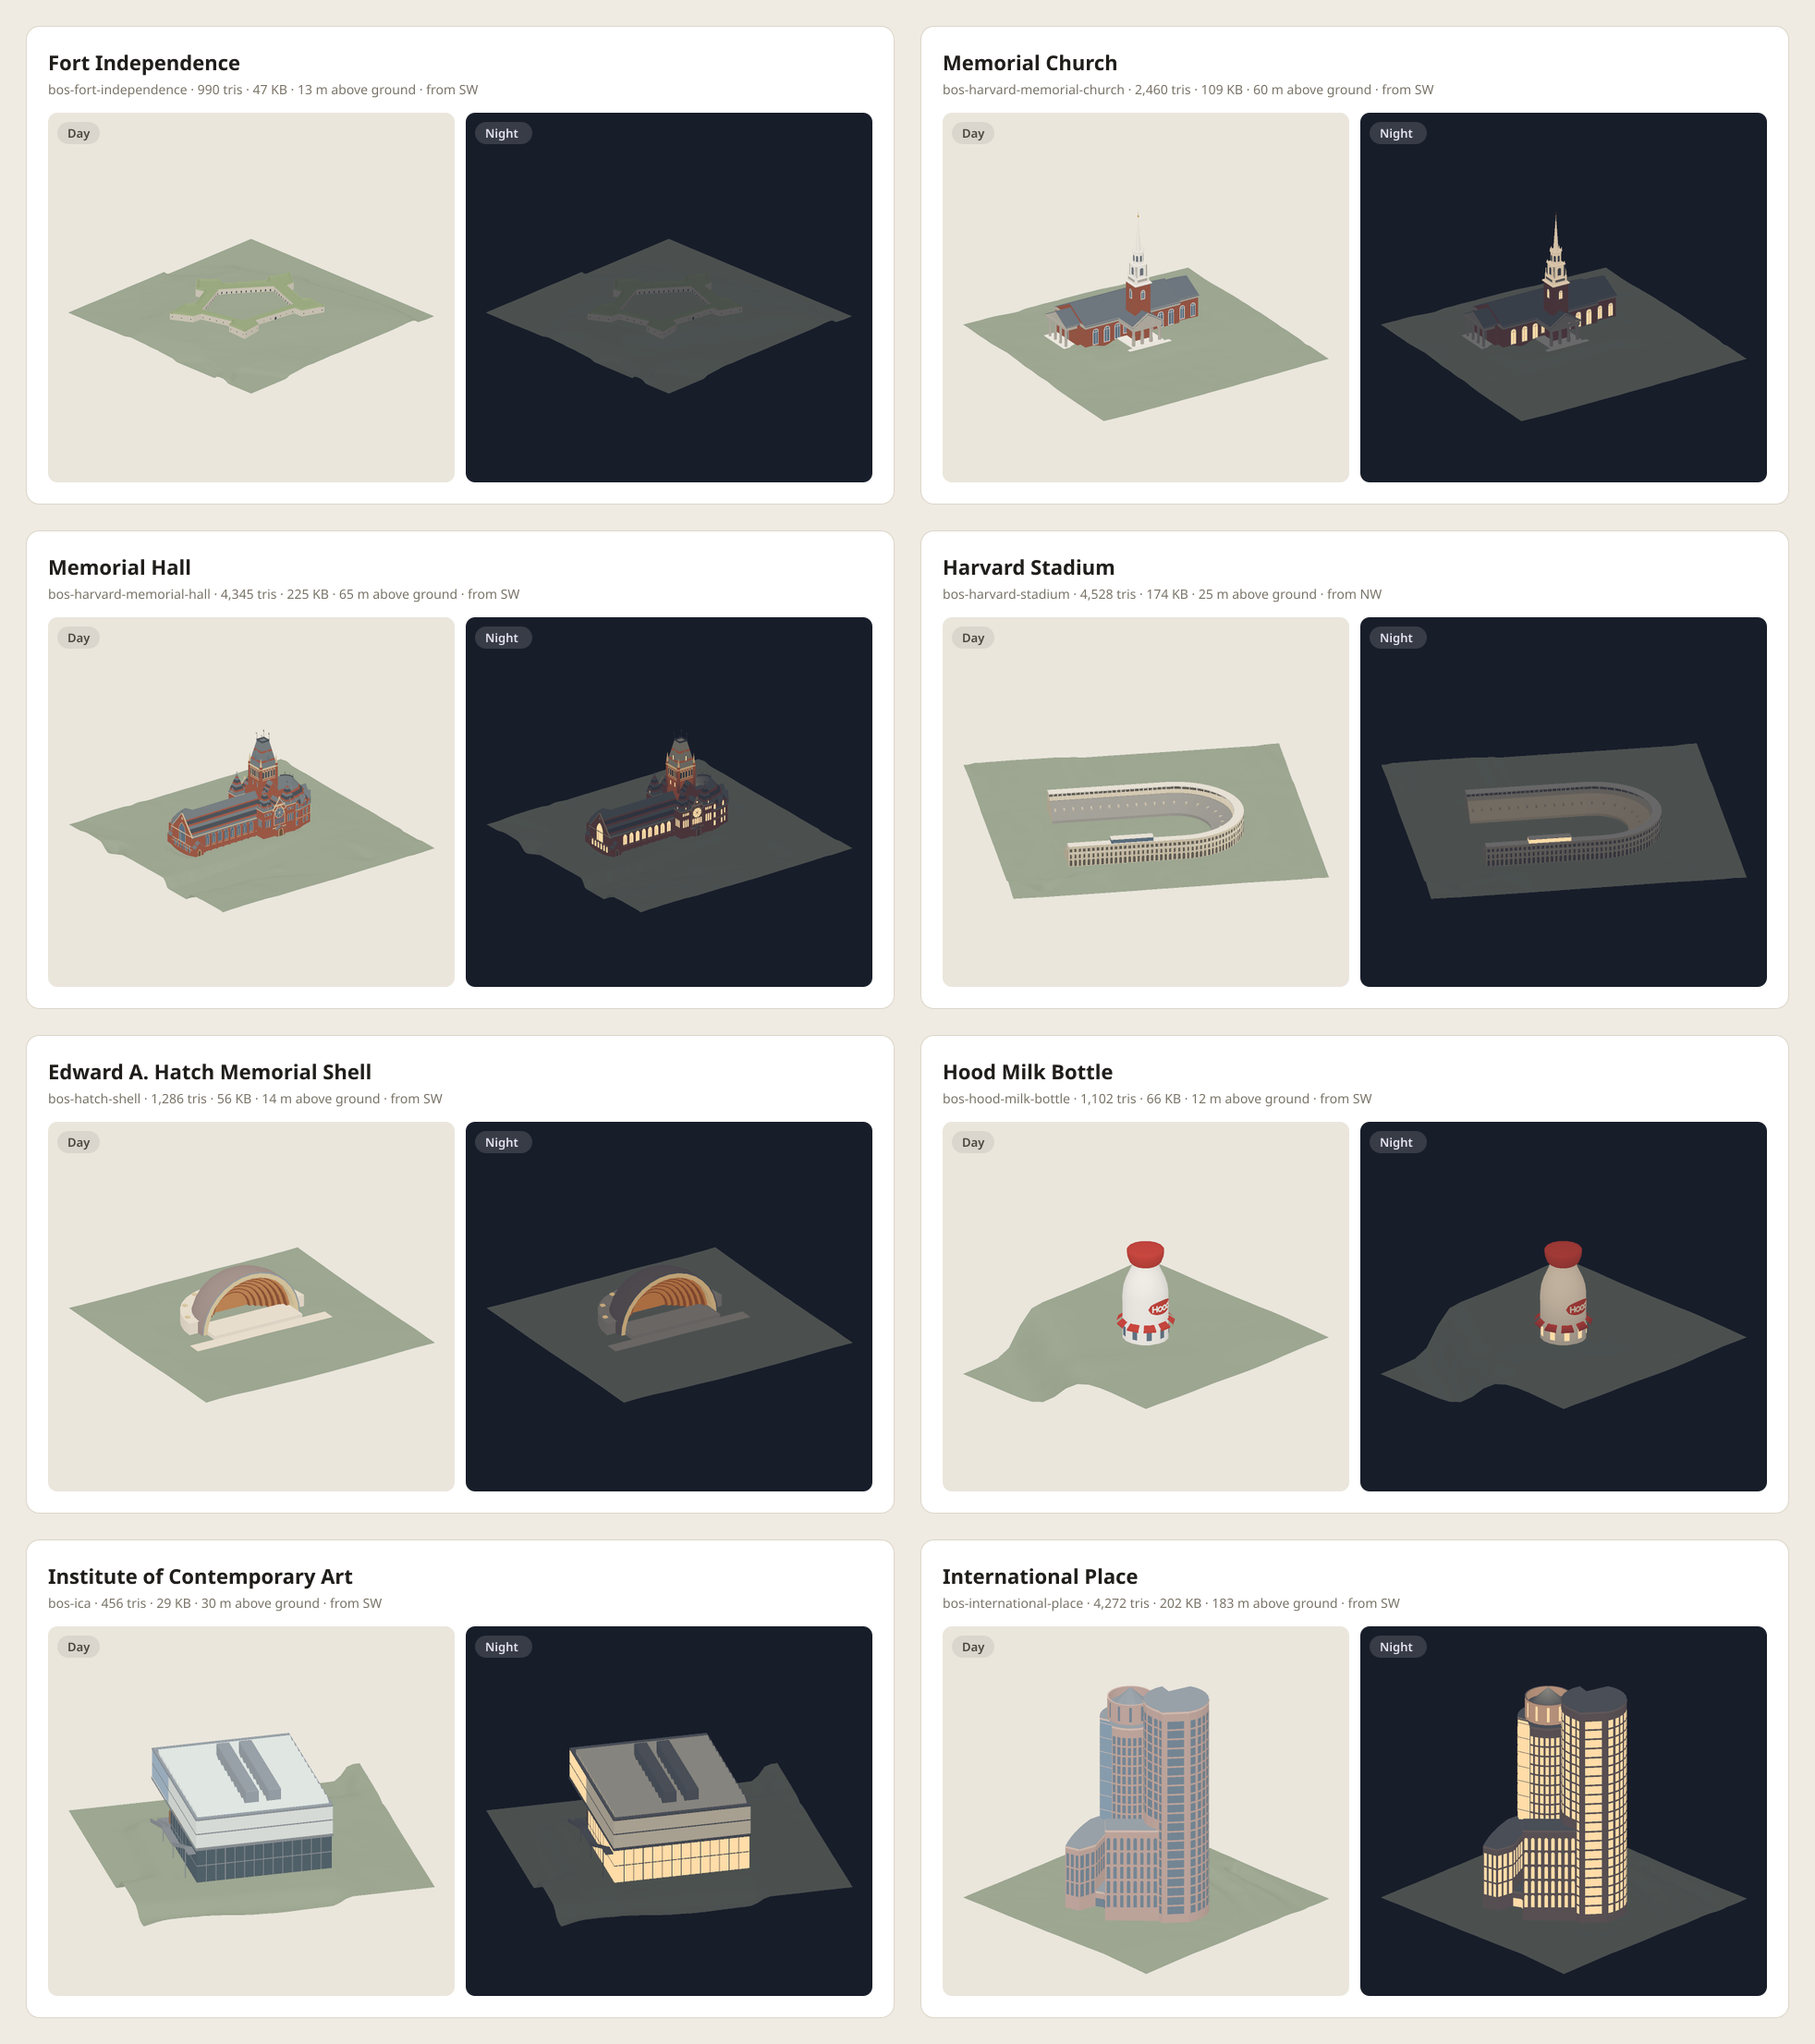 Fort Independence
bos-fort-independence · 990 tris · 47 KB · 13 m above ground · from SW
Day
Night
Memorial Church
bos-harvard-memorial-church · 2,460 tris · 109 KB · 60 m above ground · from SW
Day
Night
Memorial Hall
bos-harvard-memorial-hall · 4,345 tris · 225 KB · 65 m above ground · from SW
Day
Night
Harvard Stadium
bos-harvard-stadium · 4,528 tris · 174 KB · 25 m above ground · from NW
Day
Night
Edward A. Hatch Memorial Shell
bos-hatch-shell · 1,286 tris · 56 KB · 14 m above ground · from SW
Day
Night
Hood Milk Bottle
bos-hood-milk-bottle · 1,102 tris · 66 KB · 12 m above ground · from SW
Day
Hood
Night
Hood
Institute of Contemporary Art
bos-ica · 456 tris · 29 KB · 30 m above ground · from SW
Day
Night
International Place
bos-international-place · 4,272 tris · 202 KB · 183 m above ground · from SW
Day
Night